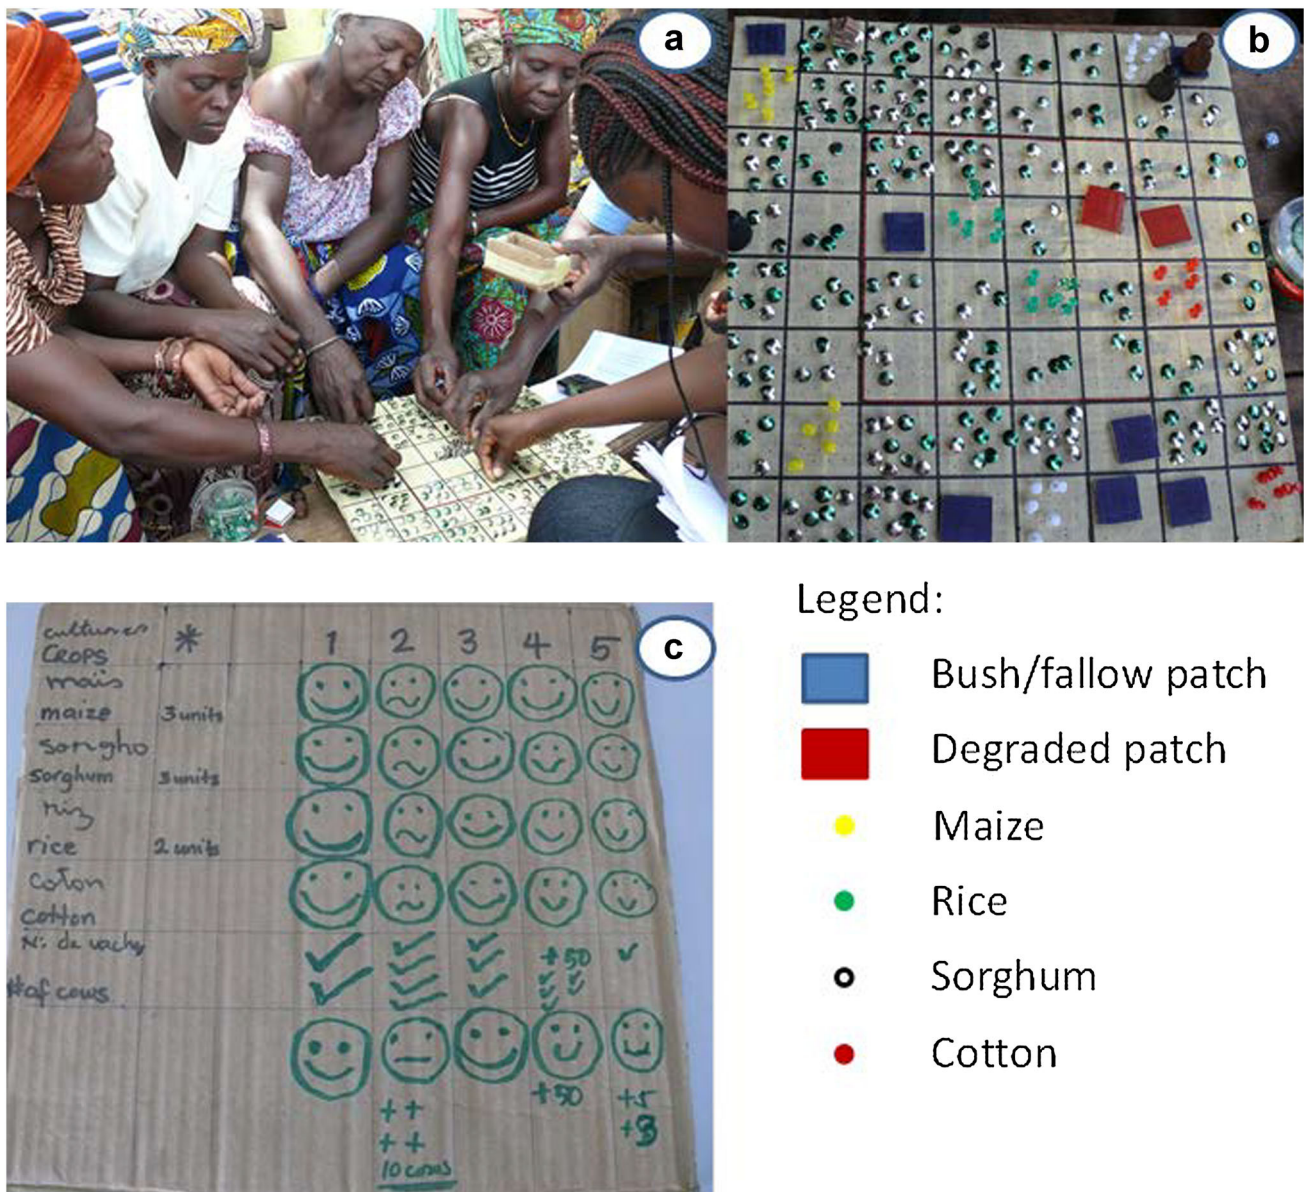 a
b
c
cultures * 1 2 3 4 5
CROPS
maïs
maize 3 units
sorgho
sorghum 3 units
riz
rice 2 units
coton
cotton
N: de vaches
+50
# of cows
+50 +5
++ +3
++
10 cows
Legend:
Bush/fallow patch
Degraded patch
Maize
Rice
Sorghum
Cotton